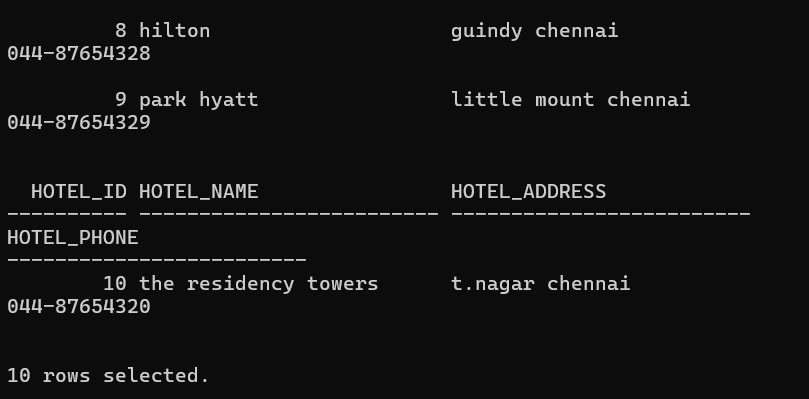 8 hilton guindy chennai
044-87654328
9 park hyatt little mount chennai
044-87654329
HOTEL_ID HOTEL_NAME HOTEL_ADDRESS
---------- -------------------------- -------------------------
HOTEL_PHONE
-------------------------
10 the residency towers t.nagar chennai
044-87654320
10 rows selected.